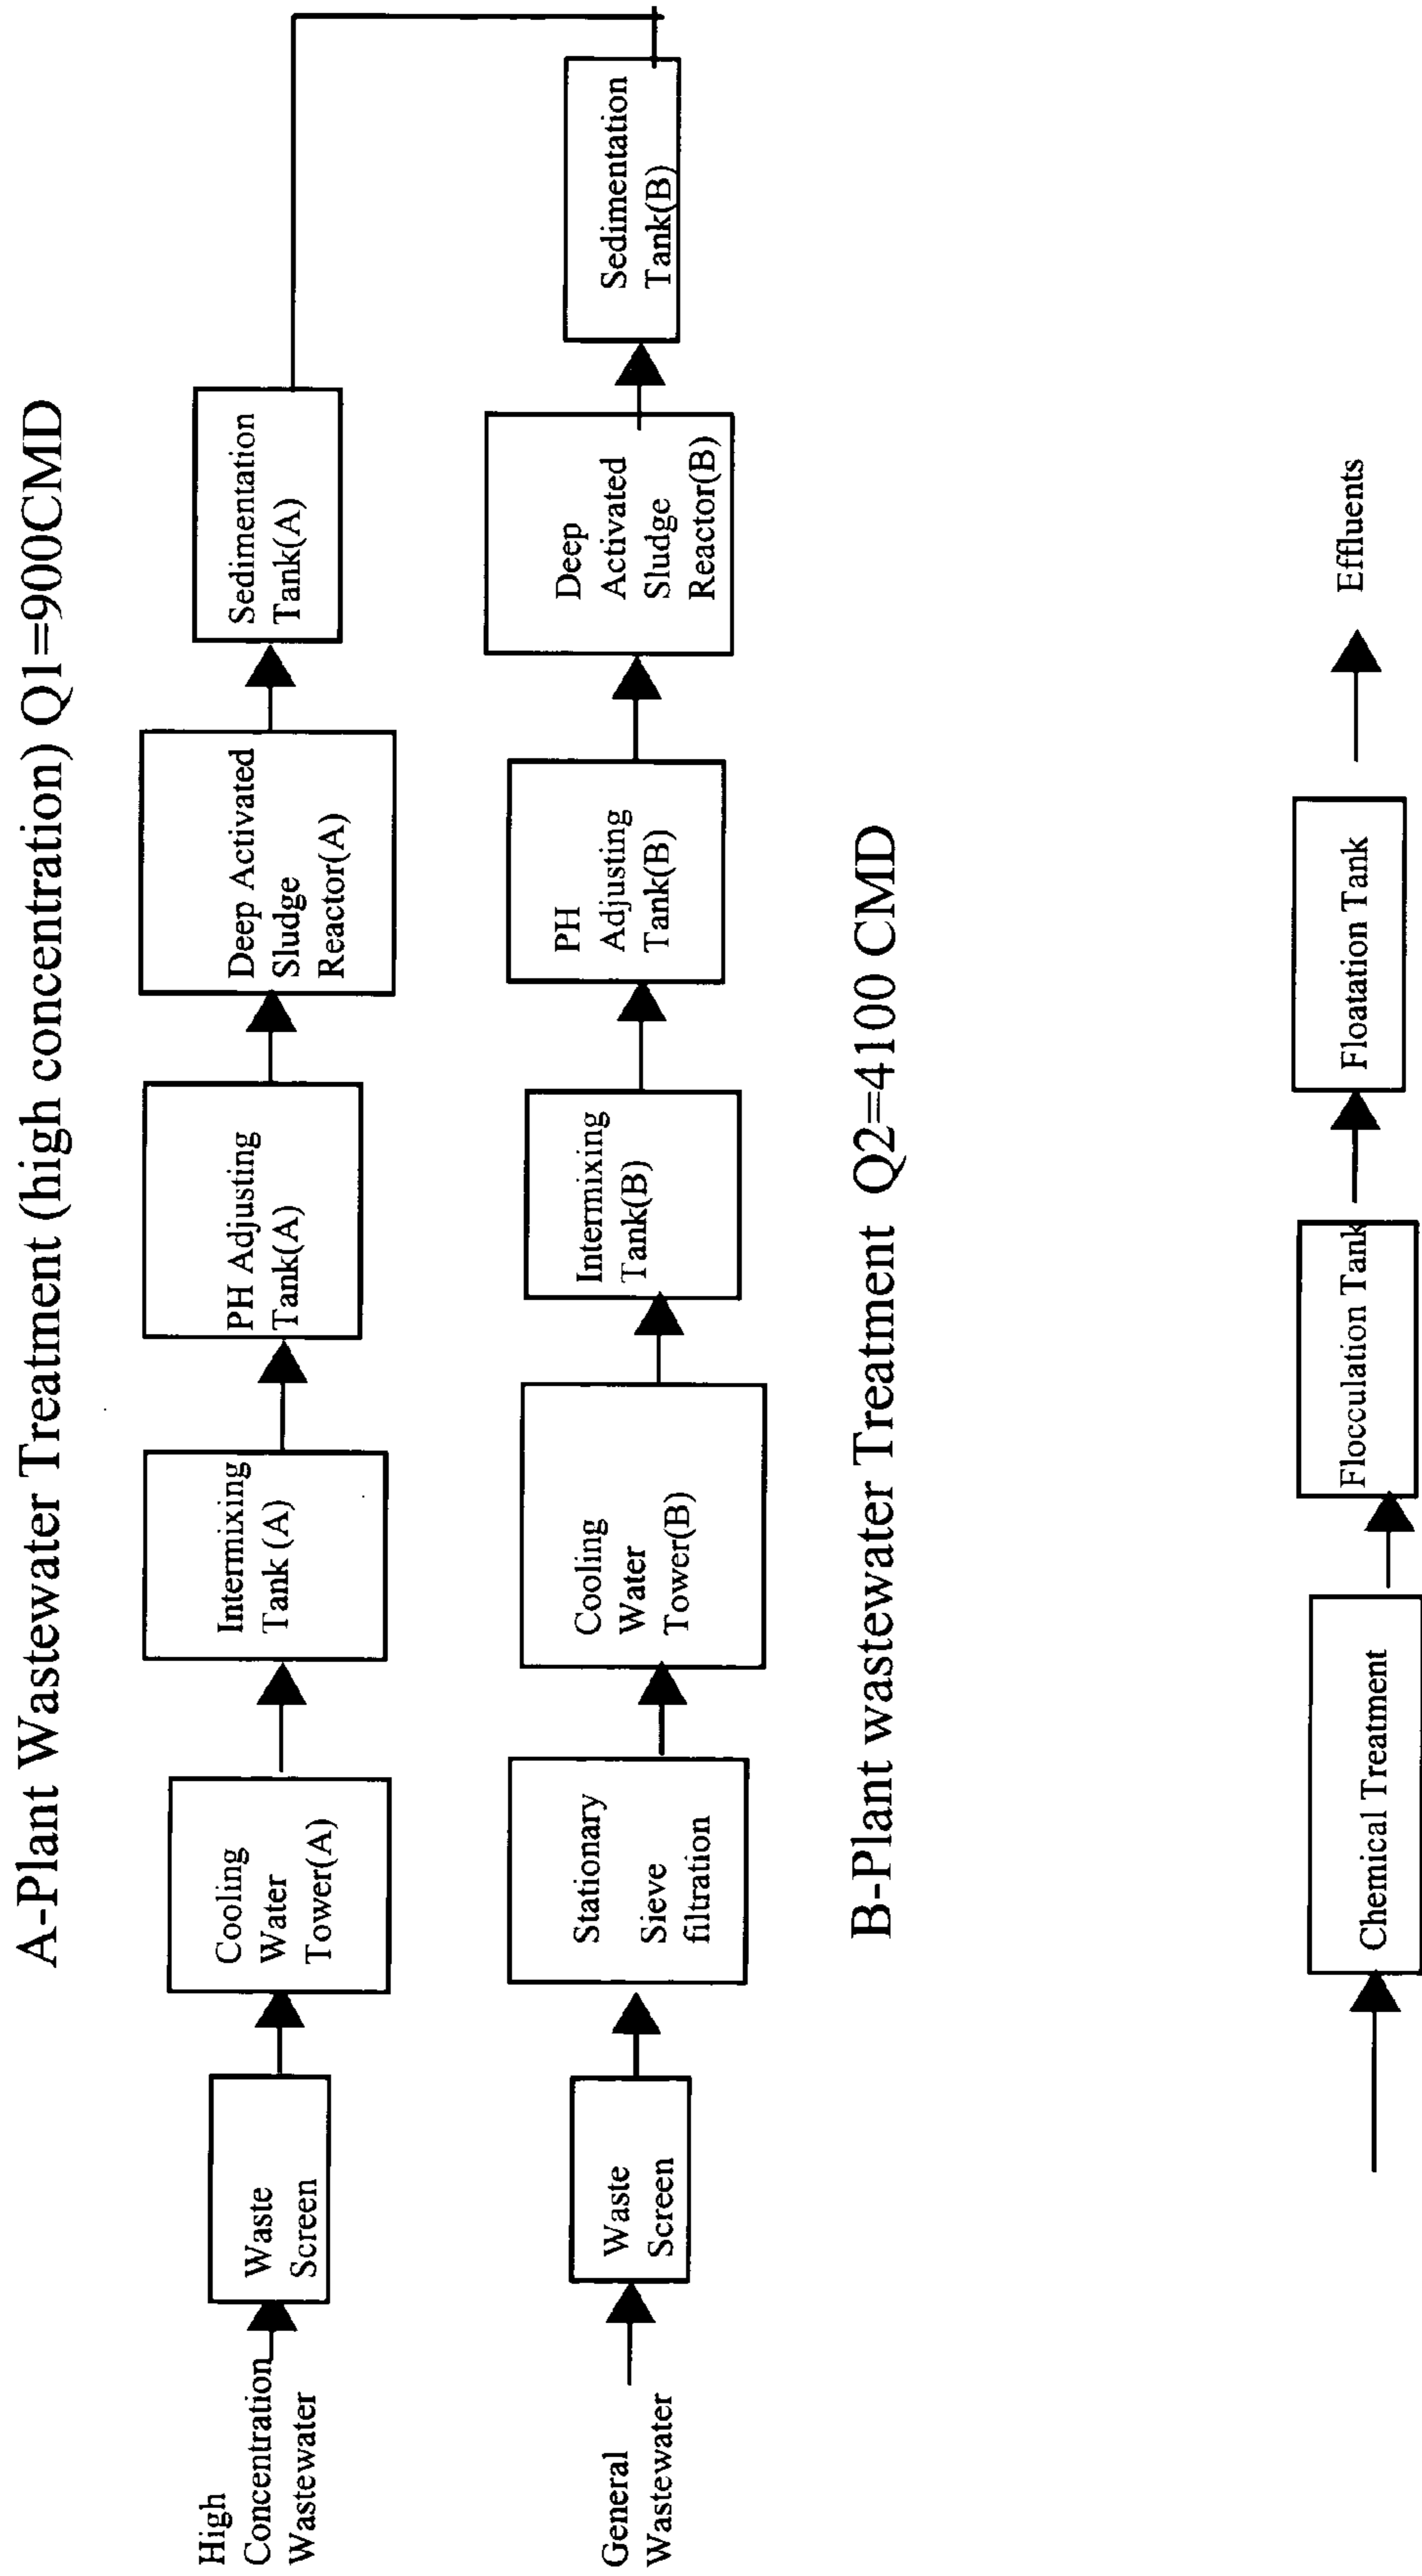 A-Plant Wastewater Treatment (high concentration) Q1=900CMD
High
Concentration
Wastewater
Waste
Screen
Cooling
Water
Tower(A)
Intermixing
Tank (A)
PH Adjusting
Tank(A)
Deep Activated
Sludge
Reactor(A)
Sedimentation
Tank(A)
General
Wastewater
Waste
Screen
Stationary
Sieve
filtration
Cooling
Water
Tower(B)
Intermixing
Tank(B)
PH
Adjusting
Tank(B)
Deep
Activated
Sludge
Reactor(B)
Sedimentation
Tank(B)
B-Plant wastewater Treatment Q2=4100 CMD
Chemical Treatment
Flocculation Tank
Floatation Tank
Effluents